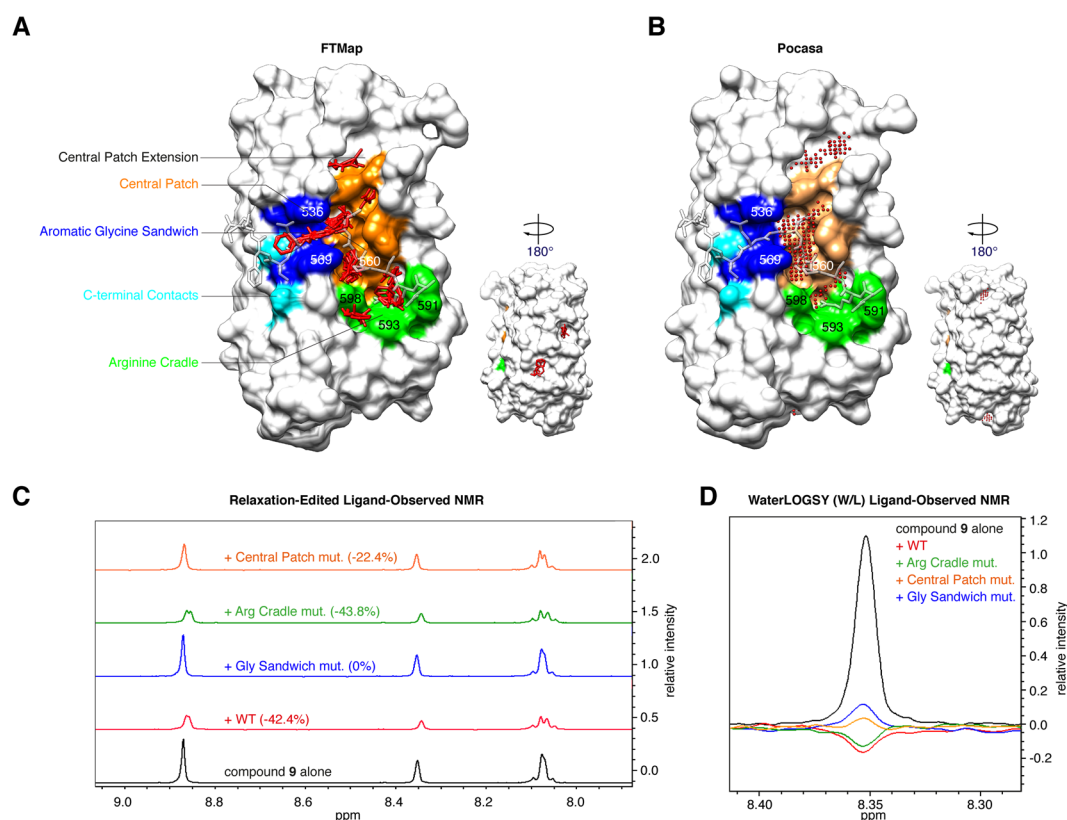 A
FTMap
Central Patch Extension
Central Patch
Aromatic Glycine Sandwich
C-terminal Contacts
Arginine Cradle
536
569
560
598
593
591
180°
B
Pocasa
536
569
560
598
593
591
180°
C
Relaxation-Edited Ligand-Observed NMR
+ Central Patch mut. (-22.4%)
+ Arg Cradle mut. (-43.8%)
+ Gly Sandwich mut. (0%)
+ WT (-42.4%)
compound 9 alone
2.0
1.5
1.0
0.5
0.0
relative intensity
9.0 8.8 8.6 8.4 8.2 8.0
ppm
D
WaterLOGSY (W/L) Ligand-Observed NMR
compound 9 alone
+ WT
+ Arg Cradle mut.
+ Central Patch mut.
+ Gly Sandwich mut.
1.2
1.0
0.8
0.6
0.4
0.2
0.0
-0.2
relative intensity
8.40 8.35 8.30
ppm